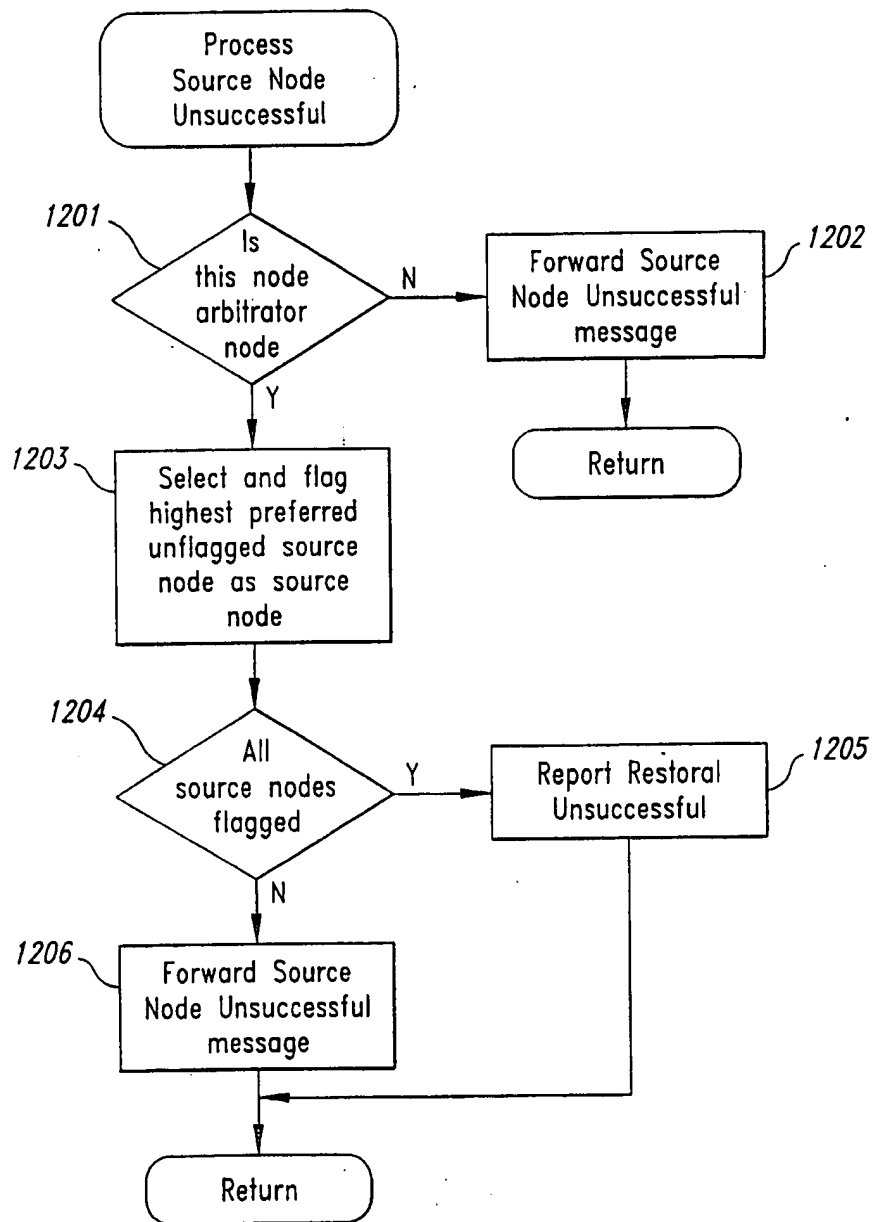 Process
Source Node
Unsuccessful
1201
Is
this node
arbitrator
node
N
Y
1202
Forward Source
Node Unsuccessful
message
Return
1203
Select and flag
highest preferred
unflagged source
node as source
node
1204
All
source nodes
flagged
Y
N
1205
Report Restoral
Unsuccessful
1206
Forward Source
Node Unsuccessful
message
Return